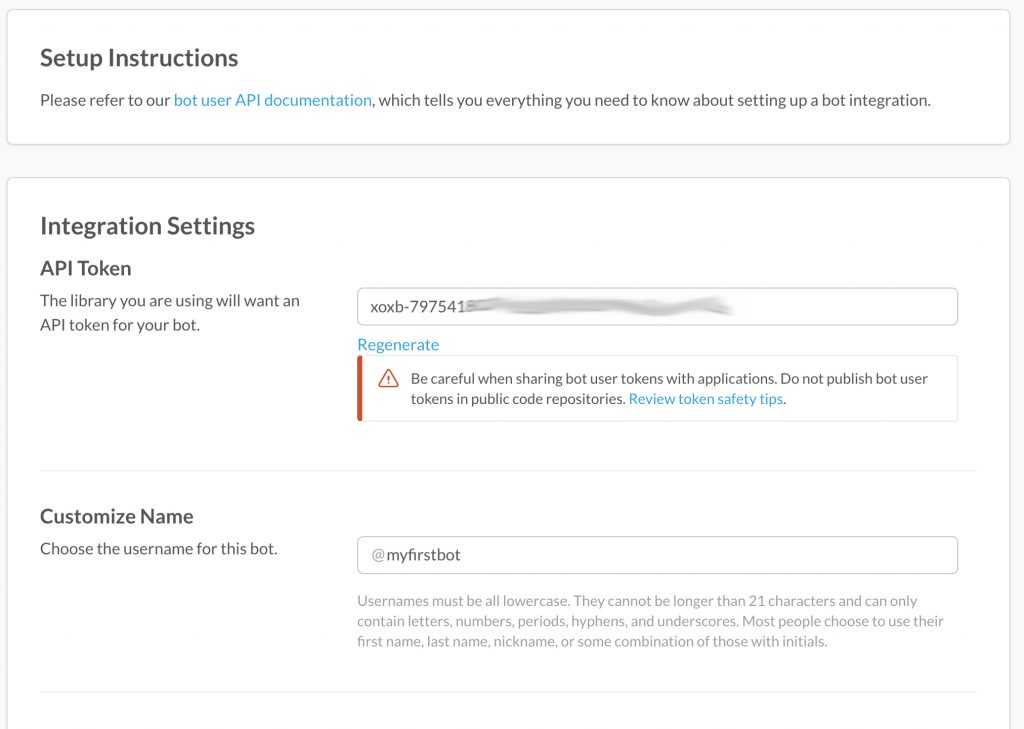 Setup Instructions
Please refer to our bot user API documentation, which tells you everything you need to know about setting up a bot integration.
Integration Settings
API Token
The library you are using will want an
API token for your bot.
xoxb-797541
Regenerate
Be careful when sharing bot user tokens with applications. Do not publish bot user
tokens in public code repositories. Review token safety tips.
Customize Name
Choose the username for this bot.
@myfirstbot
Usernames must be all lowercase. They cannot be longer than 21 characters and can only
contain letters, numbers, periods, hyphens, and underscores. Most people choose to use their
first name, last name, nickname, or some combination of those with initials.